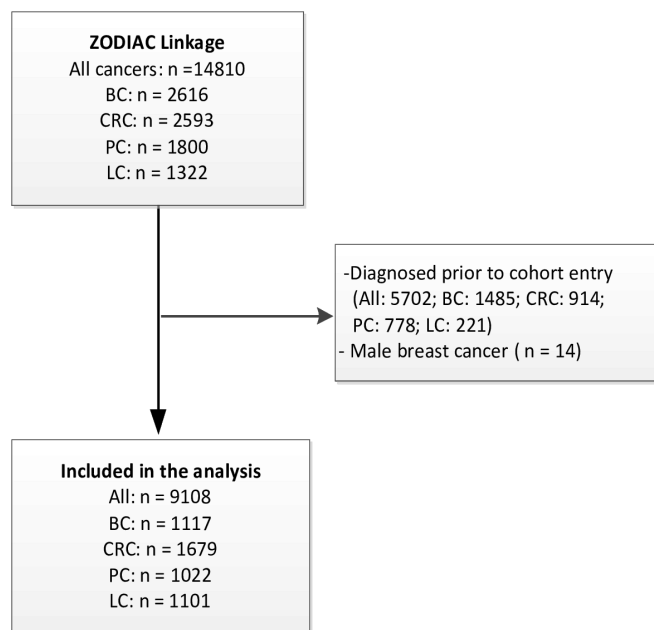 ZODIAC Linkage
All cancers: n =14810
BC: n = 2616
CRC: n = 2593
PC: n = 1800
LC: n = 1322
-Diagnosed prior to cohort entry
(All: 5702; BC: 1485; CRC: 914;
PC: 778; LC: 221)
- Male breast cancer ( n = 14)
Included in the analysis
All: n = 9108
BC: n = 1117
CRC: n = 1679
PC: n = 1022
LC: n = 1101